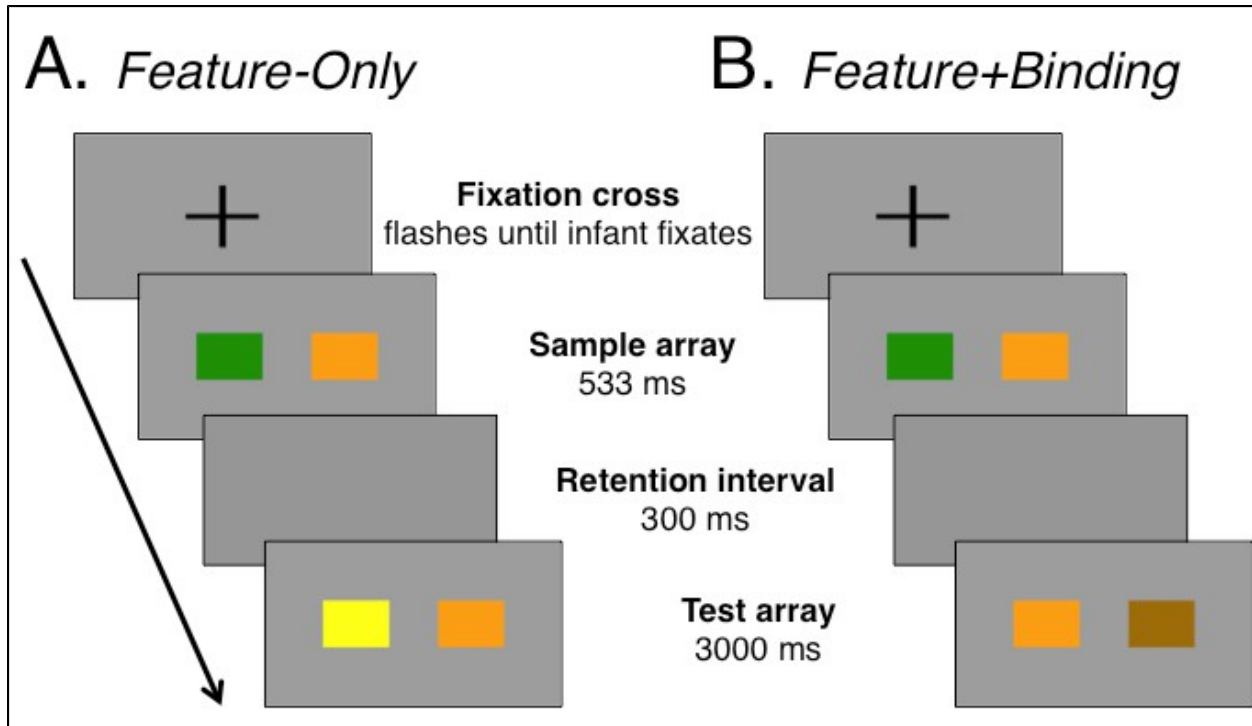 A. Feature-Only
B. Feature+Binding
Fixation cross
flashes until infant fixates
Sample array
533 ms
Retention interval
300 ms
Test array
3000 ms